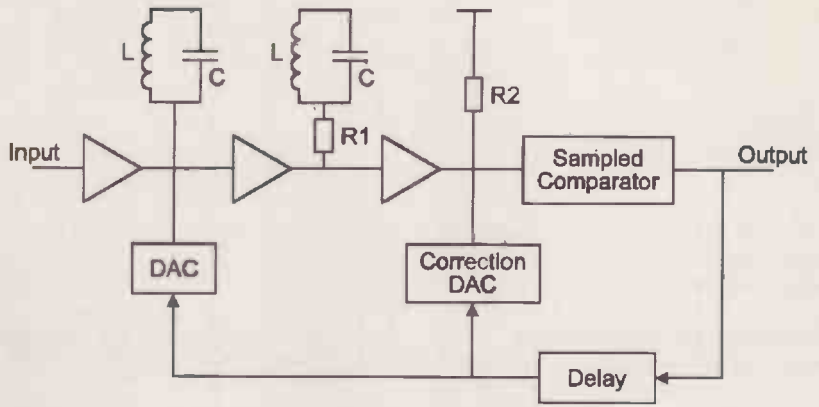 L
C
L
C
R1
R2
Input
Sampled
Comparator
Output
DAC
Correction
DAC
Delay